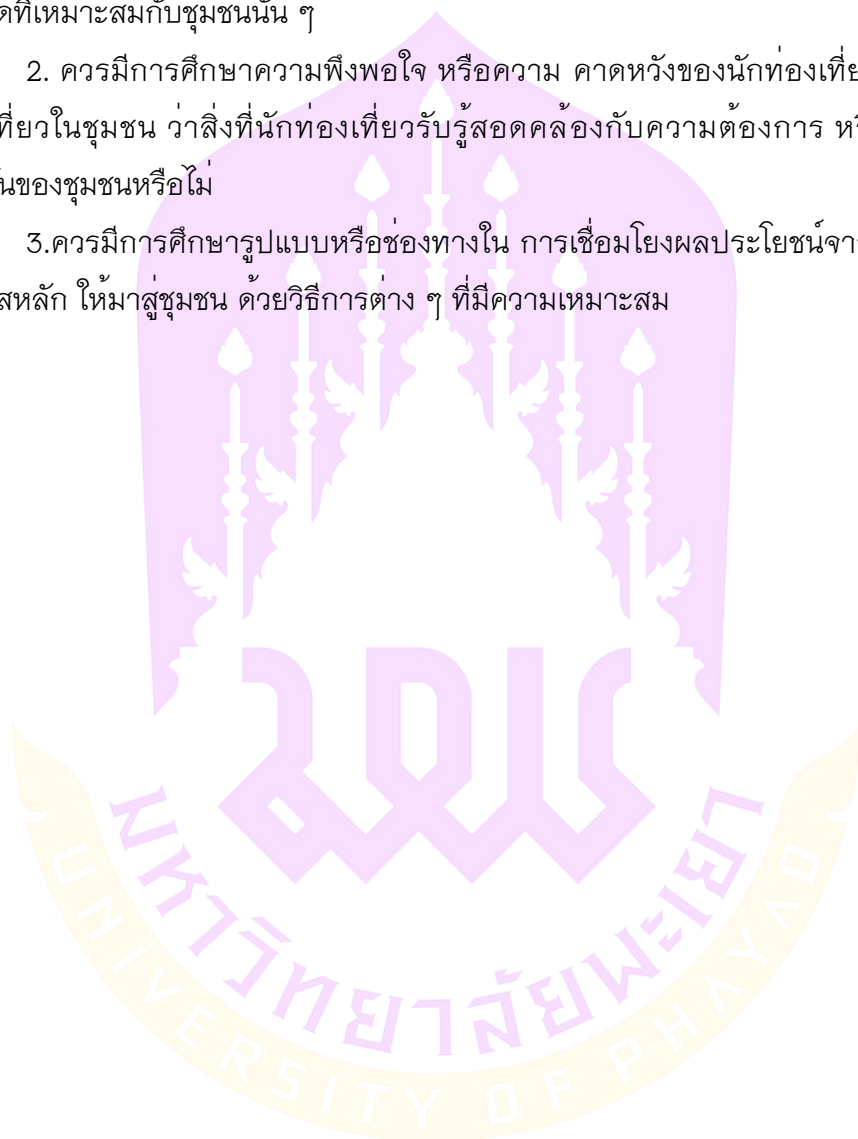 ดที่เหมาะสมกับชุมชนนั้น ๆ
2. ควรมีการศึกษาความพึงพอใจ หรือความ คาดหวังของนักท่องเที่ย
เที่ยวในชุมชน ว่าสิ่งที่นักท่องเที่ยวรับรู้สอดคล้องกับความต้องการ หรื
นของชุมชนหรือไม่
3.ควรมีการศึกษารูปแบบหรือช่องทางใน การเชื่อมโยงผลประโยชน์จาก
สหลัก ให้มาสู่ชุมชน ด้วยวิธีการต่าง ๆ ที่มีความเหมาะสม
มหาวิทยาลัยพะเยา
UNIVERSITY OF PHAYAO